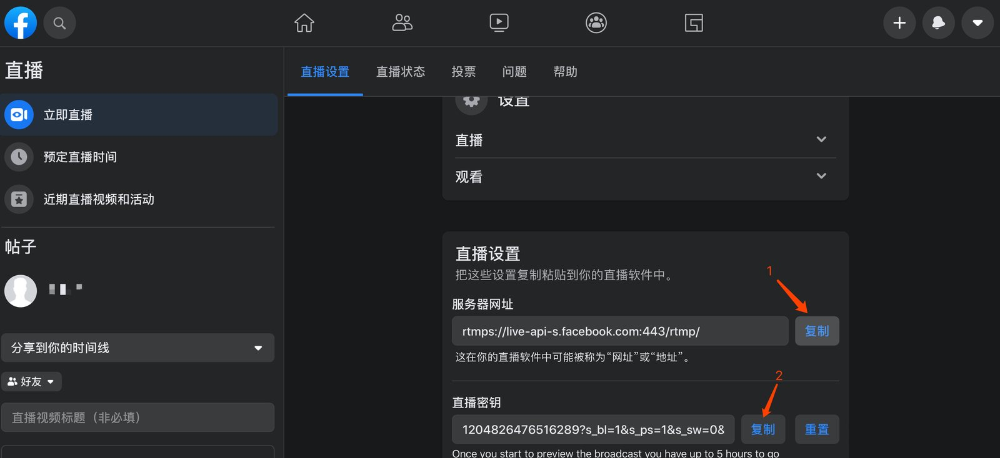 直播
立即直播
预定直播时间
近期直播视频和活动
帖子
分享到你的时间线
好友
直播视频标题（非必填）
直播设置 直播状态 投票 问题 帮助
设置
直播
观看
直播设置
把这些设置复制粘贴到你的直播软件中。
1
服务器网址
rtmps://live-api-s.facebook.com:443/rtmp/ 复制
这在你的直播软件中可能被称为“网址”或“地址”。
2
直播密钥
1204826476516289?s_bl=1&s_ps=1&s_sw=0& 复制 重置
Once you start to preview the broadcast you have up to 5 hours to go